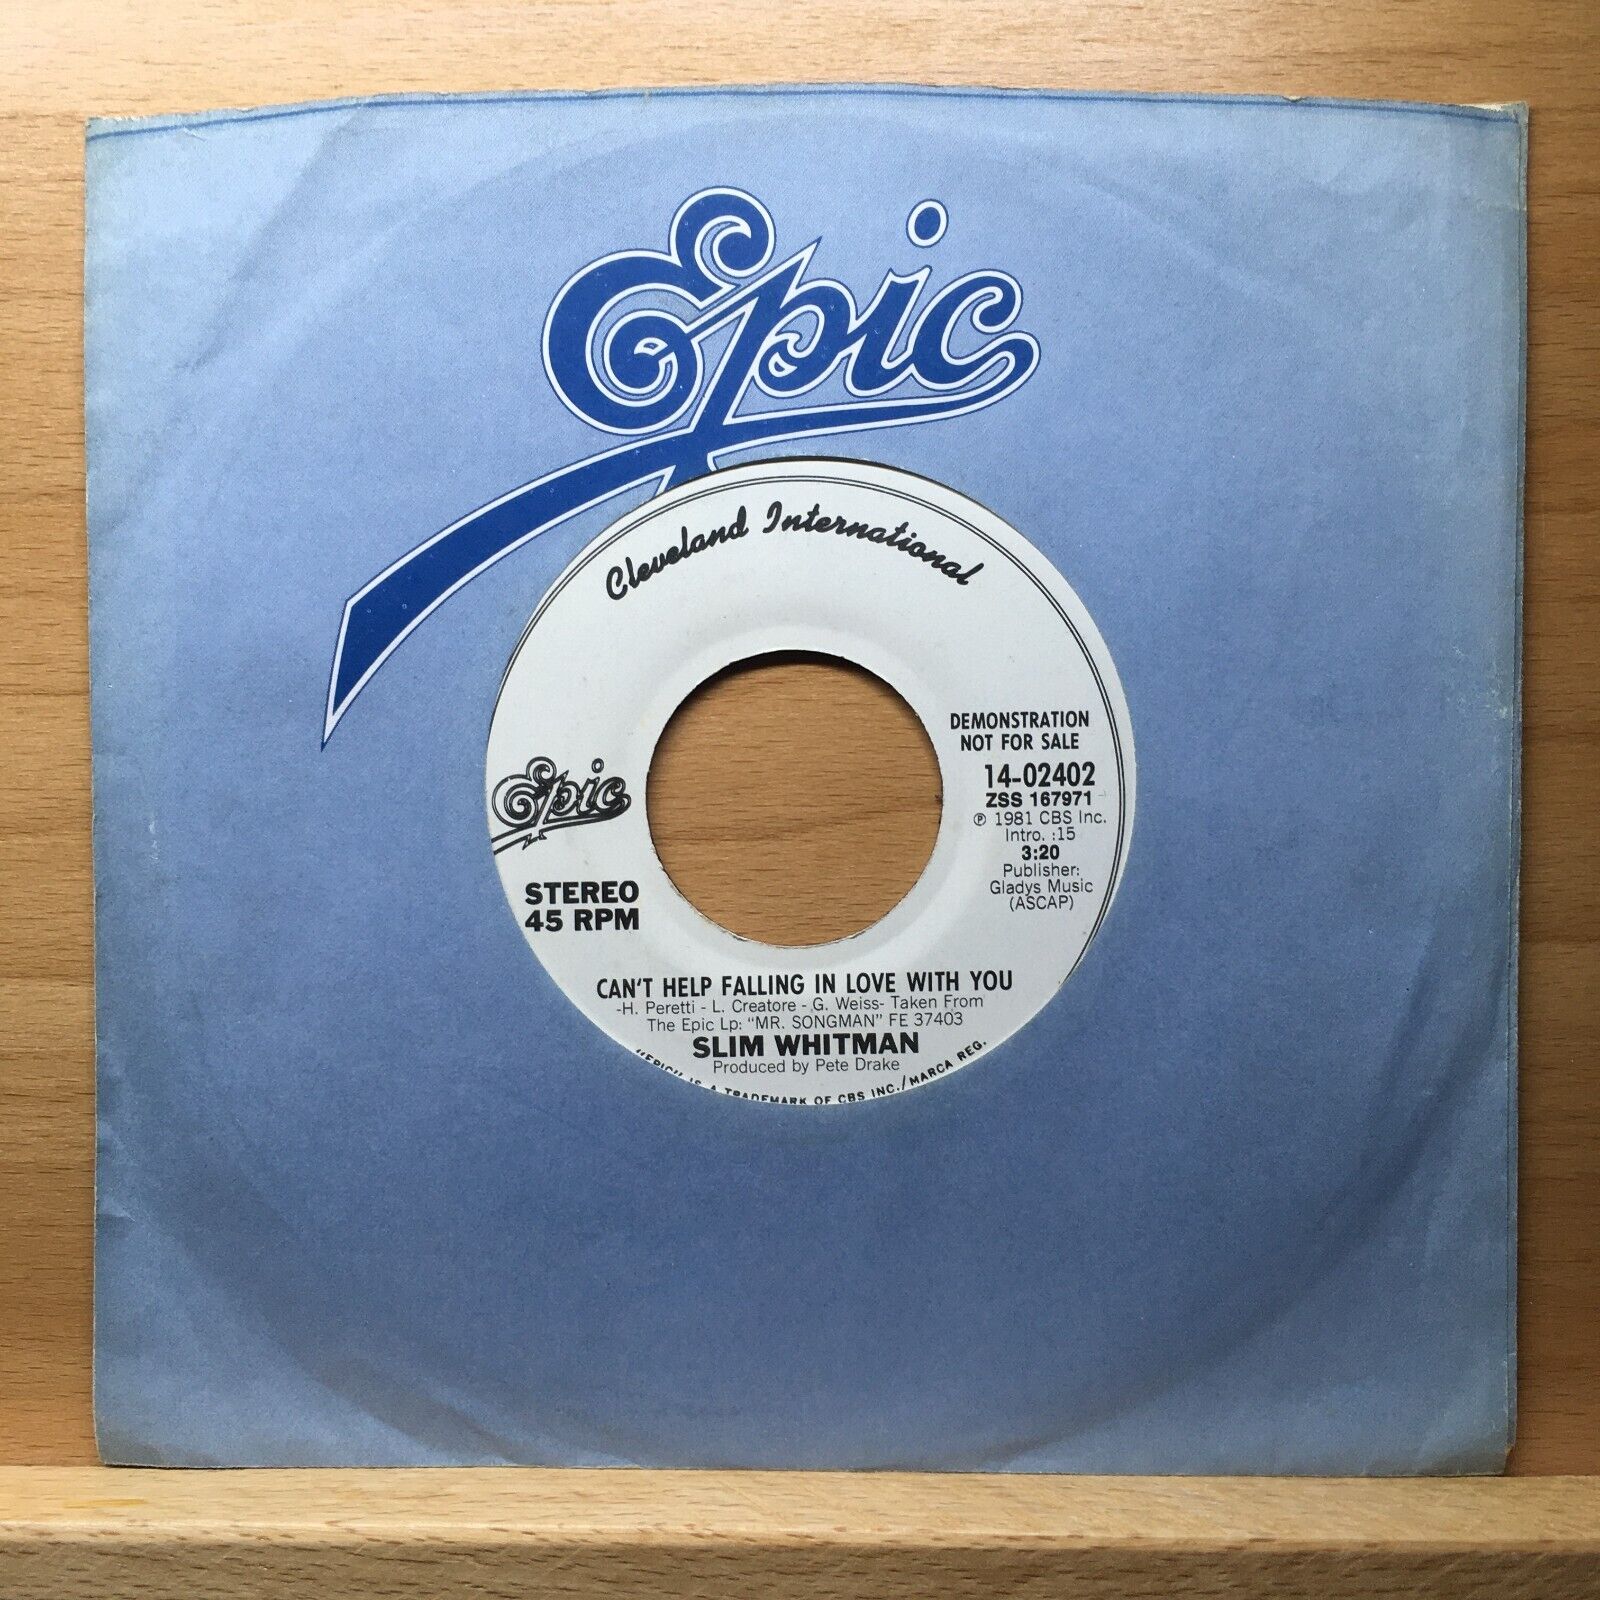 Epic
Cleveland International
DEMONSTRATION
NOT FOR SALE
14-02402
ZSS 167971
℗ 1981 CBS Inc.
Intro. :15
3:20
Publisher:
Gladys Music
(ASCAP)
Epic
STEREO
45 RPM
CAN'T HELP FALLING IN LOVE WITH YOU
-H. Peretti - L. Creatore - G. Weiss- Taken From
The Epic Lp: "MR. SONGMAN" FE 37403
SLIM WHITMAN
Produced by Pete Drake
"EPIC" IS A TRADEMARK OF CBS INC./MARCA REG.